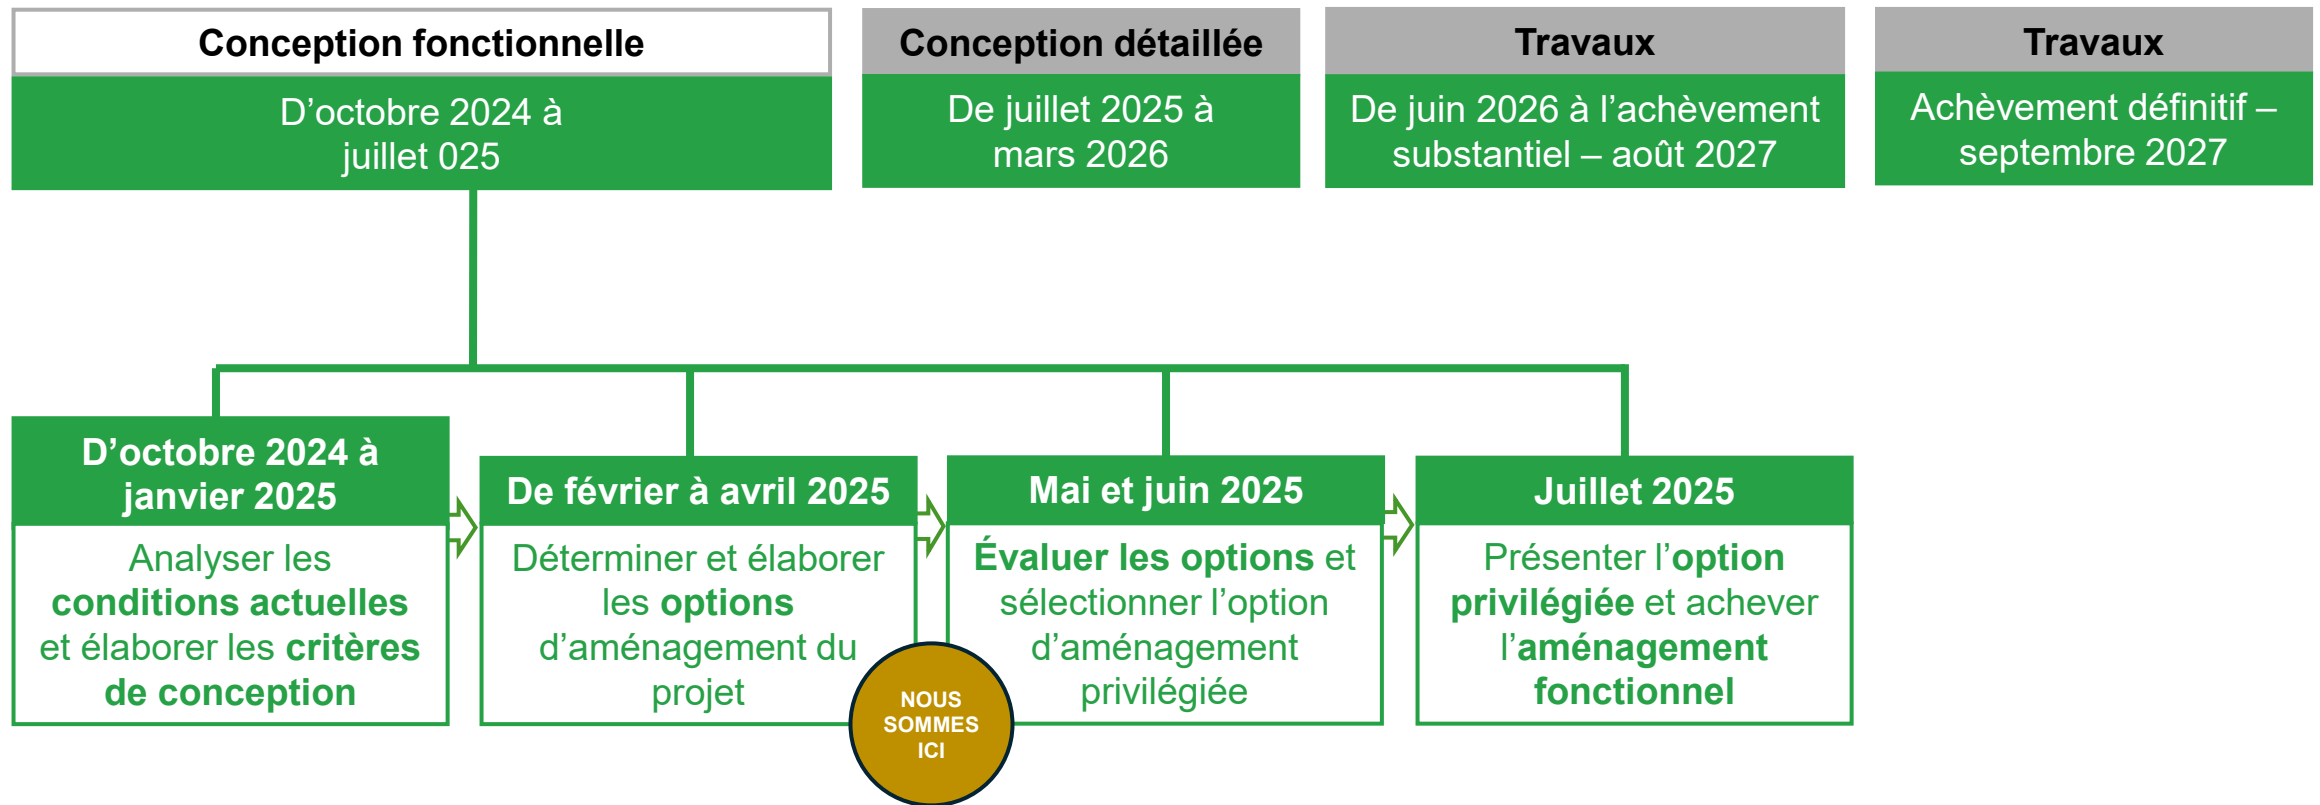 Conception fonctionnelle
D’octobre 2024 à
juillet 025
Conception détaillée
De juillet 2025 à
mars 2026
Travaux
De juin 2026 à l’achèvement
substantiel – août 2027
Travaux
Achèvement définitif –
septembre 2027
D’octobre 2024 à
janvier 2025
Analyser les
conditions actuelles
et élaborer les critères
de conception
De février à avril 2025
Déterminer et élaborer
les options
d’aménagement du
projet
Mai et juin 2025
Évaluer les options et
sélectionner l’option
d’aménagement
privilégiée
Juillet 2025
Présenter l’option
privilégiée et achever
l’aménagement
fonctionnel
NOUS
SOMMES
ICI